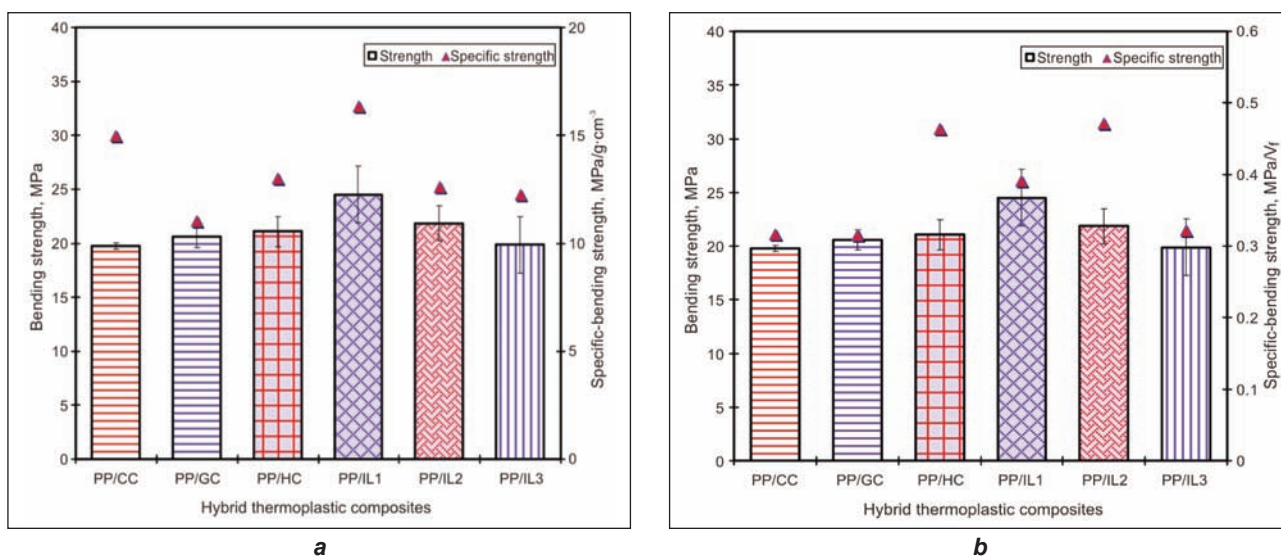 40
35
30
25
20
15
10
5
0
Bending strength, MPa
Strength Specific strength
20
15
10
5
0
Specific-bending strength, MPa/g·cm⁻³
PP/CC PP/GC PP/HC PP/IL1 PP/IL2 PP/IL3
Hybrid thermoplastic composites
a
40
35
30
25
20
15
10
5
0
Bending strength, MPa
Strength Specific strength
0.6
0.5
0.4
0.3
0.2
0.1
0
Specific-bending strength, MPa/Vf
PP/CC PP/GC PP/HC PP/IL1 PP/IL2 PP/IL3
Hybrid thermoplastic composites
b